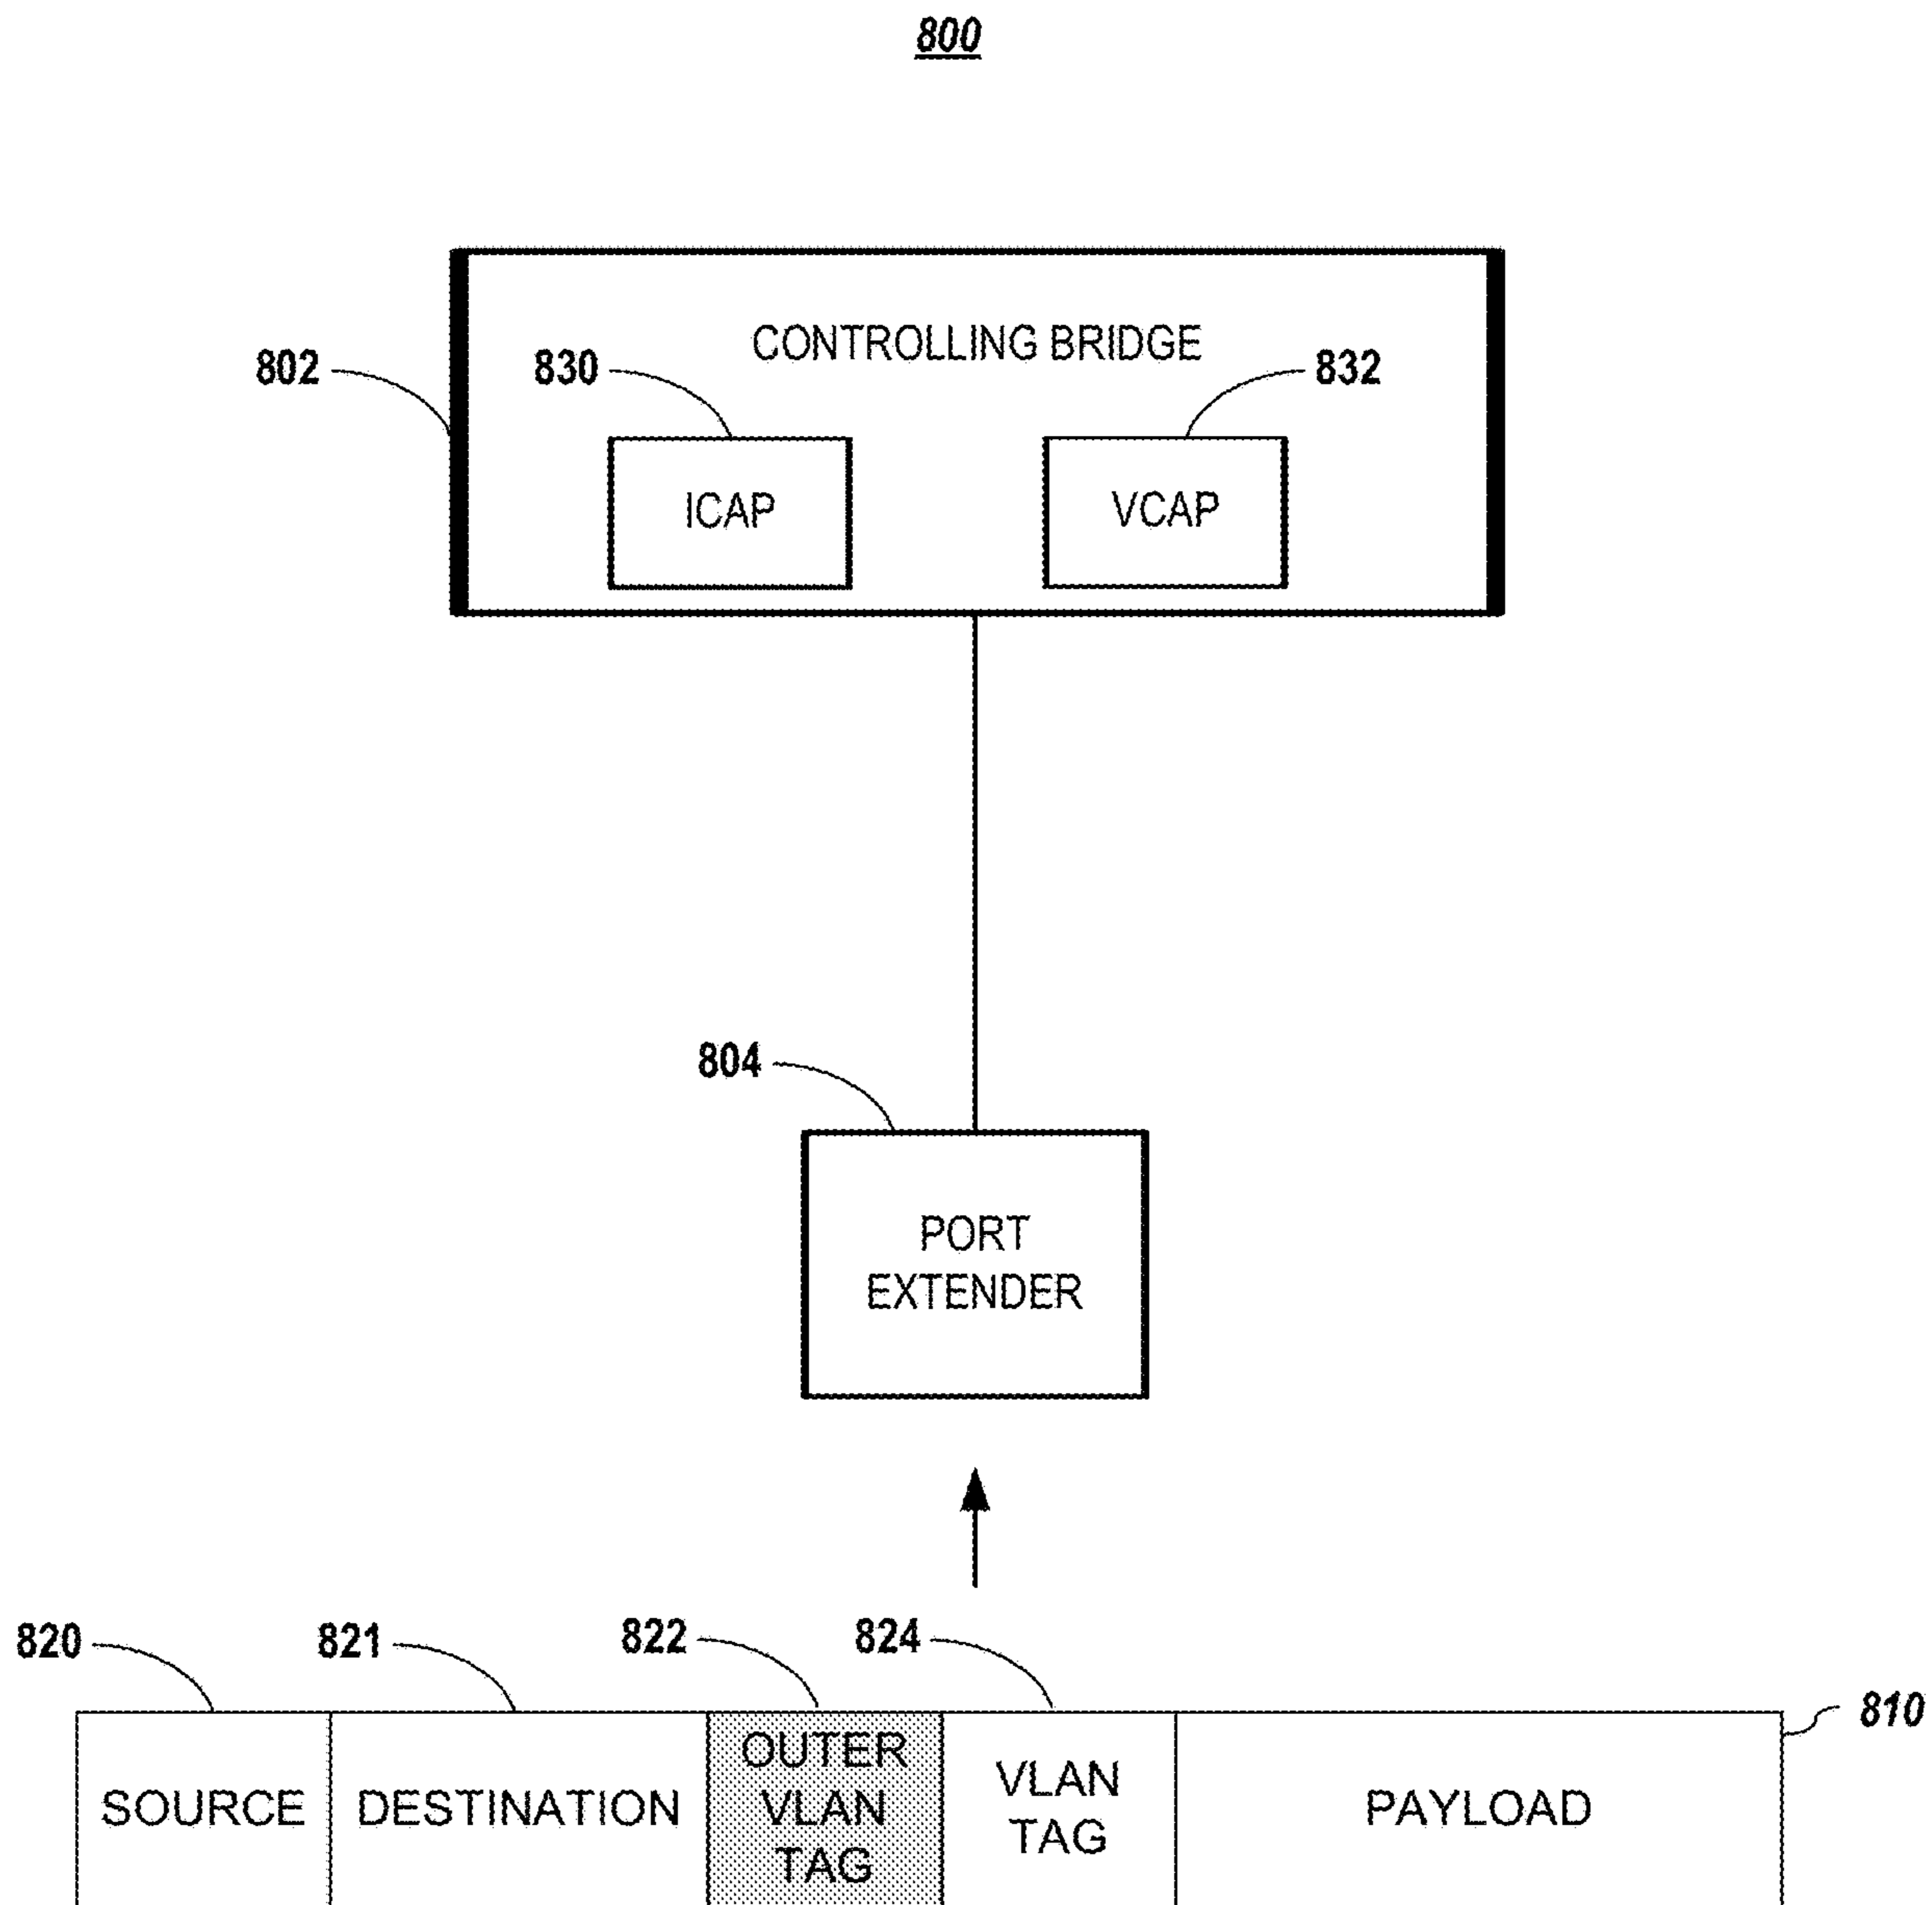 800
CONTROLLING BRIDGE
802
830
832
ICAP
VCAP
804
PORT
EXTENDER
820
821
822
824
810
SOURCE
DESTINATION
OUTER
VLAN
TAG
VLAN
TAG
PAYLOAD